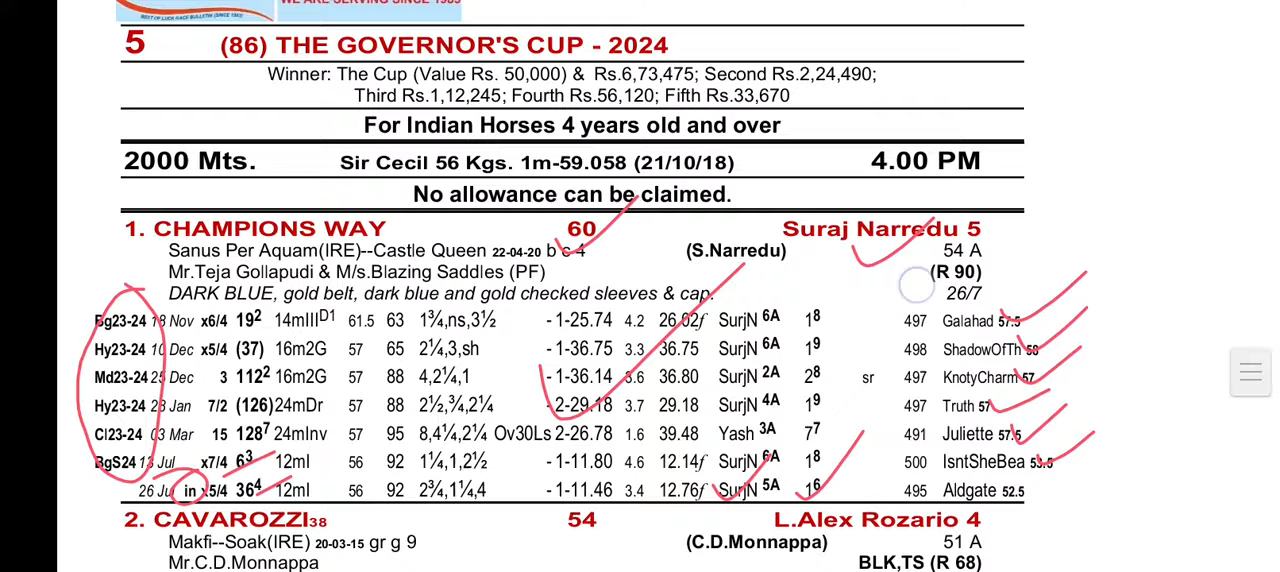 BEST OF LUCK RACE BULLETIN (SINCE 1983)
WE ARE SERVING SINCE 1983
5 (86) THE GOVERNOR'S CUP - 2024
Winner: The Cup (Value Rs. 50,000) & Rs.6,73,475; Second Rs.2,24,490;
Third Rs.1,12,245; Fourth Rs.56,120; Fifth Rs.33,670
For Indian Horses 4 years old and over
2000 Mts. Sir Cecil 56 Kgs. 1m-59.058 (21/10/18) 4.00 PM
No allowance can be claimed.
1. CHAMPIONS WAY 60 Suraj Narredu 5
Sanus Per Aquam(IRE)--Castle Queen 22-04-20 b c 4 (S.Narredu) 54 A
Mr.Teja Gollapudi & M/s.Blazing Saddles (PF) (R 90)
DARK BLUE, gold belt, dark blue and gold checked sleeves & cap. 26/7
Bg23-24 18 Nov x6/4 19² 14mIIID1 61.5 63 1¾,ns,3½ - 1-25.74 4.2 26.02f SurjN 6A 1⁸ 497 Galahad 57.5
Hy23-24 10 Dec x5/4 (37) 16m2G 57 65 2¼,3,sh - 1-36.75 3.3 36.75 SurjN 6A 1⁹ 498 ShadowOfTh 56
Md23-24 25 Dec 3 112² 16m2G 57 88 4,2¼,1 - 1-36.14 3.6 36.80 SurjN 2A 2⁸ sr 497 KnotyCharm 57
Hy23-24 28 Jan 7/2 (126) 24mDr 57 88 2½,¾,2¼ - 2-29.18 3.7 29.18 SurjN 4A 1⁹ 497 Truth 57
Cl23-24 03 Mar 15 128⁷ 24mInv 57 95 8,4¼,2¼ Ov30Ls 2-26.78 1.6 39.48 Yash 3A 7⁷ 491 Juliette 57.5
BgS24 13 Jul x7/4 6³ 12mI 56 92 1¼,1,2½ - 1-11.80 4.6 12.14f SurjN 6A 1⁸ 500 IsntSheBea 53.5
26 Jul in x5/4 36⁴ 12mI 56 92 2¾,1¼,4 - 1-11.46 3.4 12.76f SurjN 5A 1⁶ 495 Aldgate 52.5
2. CAVAROZZI38 54 L.Alex Rozario 4
Makfi--Soak(IRE) 20-03-15 gr g 9 (C.D.Monnappa) 51 A
Mr.C.D.Monnappa BLK,TS (R 68)